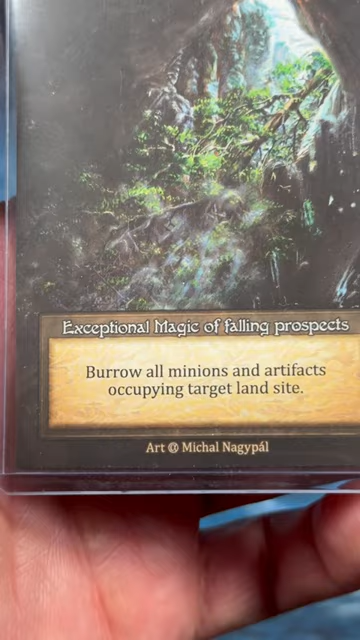 Exceptional Magic of falling prospects
Burrow all minions and artifacts
occupying target land site.
Art @ Michal Nagypál